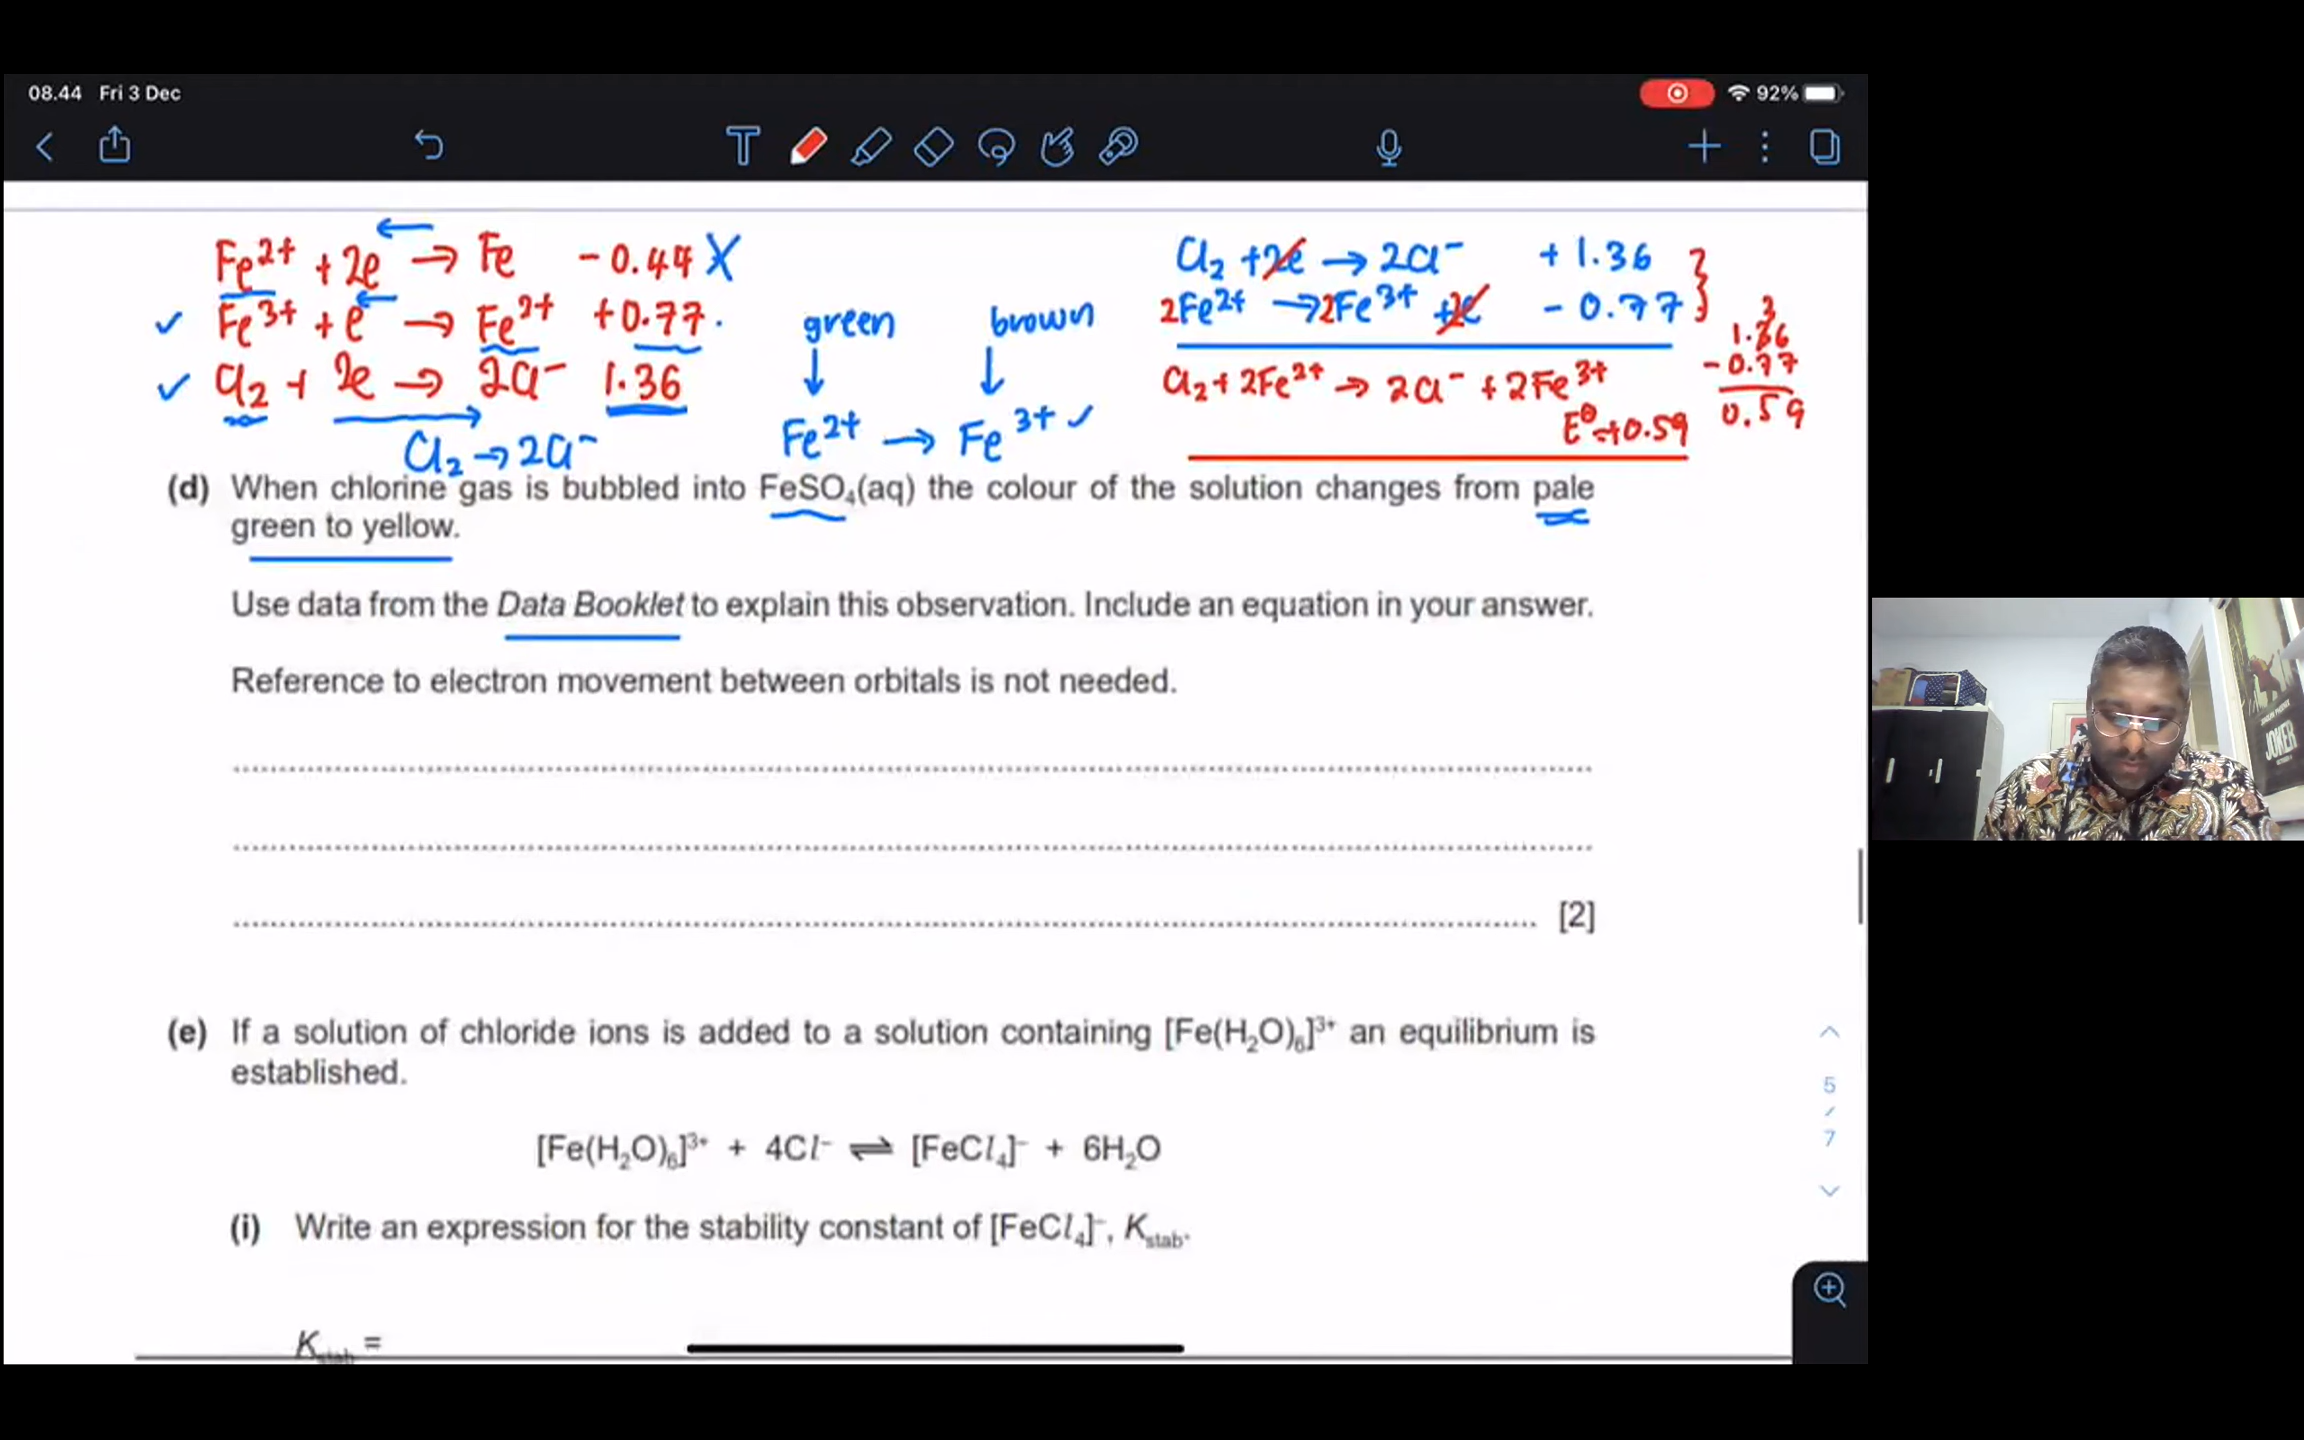 08.44 Fri 3 Dec
92%
Fe²⁺ + 2e → Fe -0.44 X
✓ Fe³⁺ + e → Fe²⁺ +0.77.
✓ Cl₂ + 2e → 2Cl⁻ 1.36
Cl₂ → 2Cl⁻
green brown
↓ ↓
Fe²⁺ → Fe³⁺ ✓
Cl₂ + 2e → 2Cl⁻ + 1.36
2Fe²⁺ → 2Fe³⁺ + 2e - 0.77
Cl₂ + 2Fe²⁺ → 2Cl⁻ + 2Fe³⁺
E⁰ = +0.59
3
1.36
- 0.77
0.59
(d) When chlorine gas is bubbled into FeSO₄(aq) the colour of the solution changes from pale
green to yellow.
Use data from the Data Booklet to explain this observation. Include an equation in your answer.
Reference to electron movement between orbitals is not needed.
[2]
(e) If a solution of chloride ions is added to a solution containing [Fe(H₂O)₆]³⁺ an equilibrium is
established.
[Fe(H₂O)₆]³⁺ + 4Cl⁻ ⇌ [FeCl₄]⁻ + 6H₂O
(i) Write an expression for the stability constant of [FeCl₄]⁻, Kstab.
Kstab =
5
/
7
JOKER